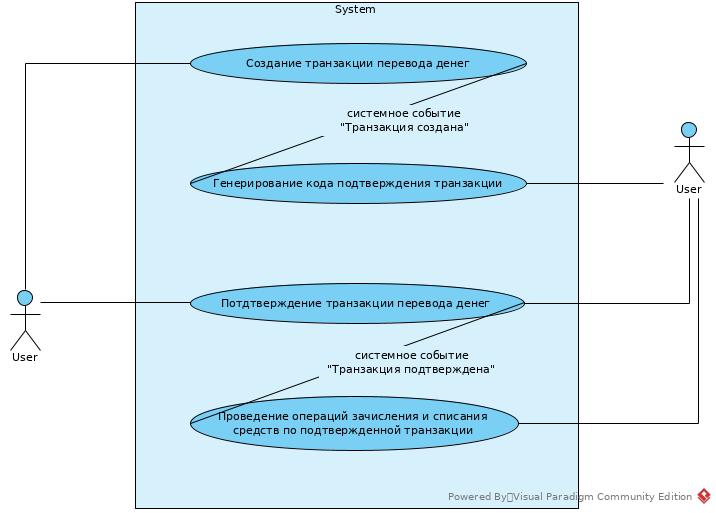 System
Создание транзакции перевода денег
системное событие
"Транзакция создана"
Генерирование кода подтверждения транзакции
User
Потдтверждение транзакции перевода денег
User
системное событие
"Транзакция подтверждена"
Проведение операций зачисления и списания
средств по подтвержденной транзакции
Powered By Visual Paradigm Community Edition